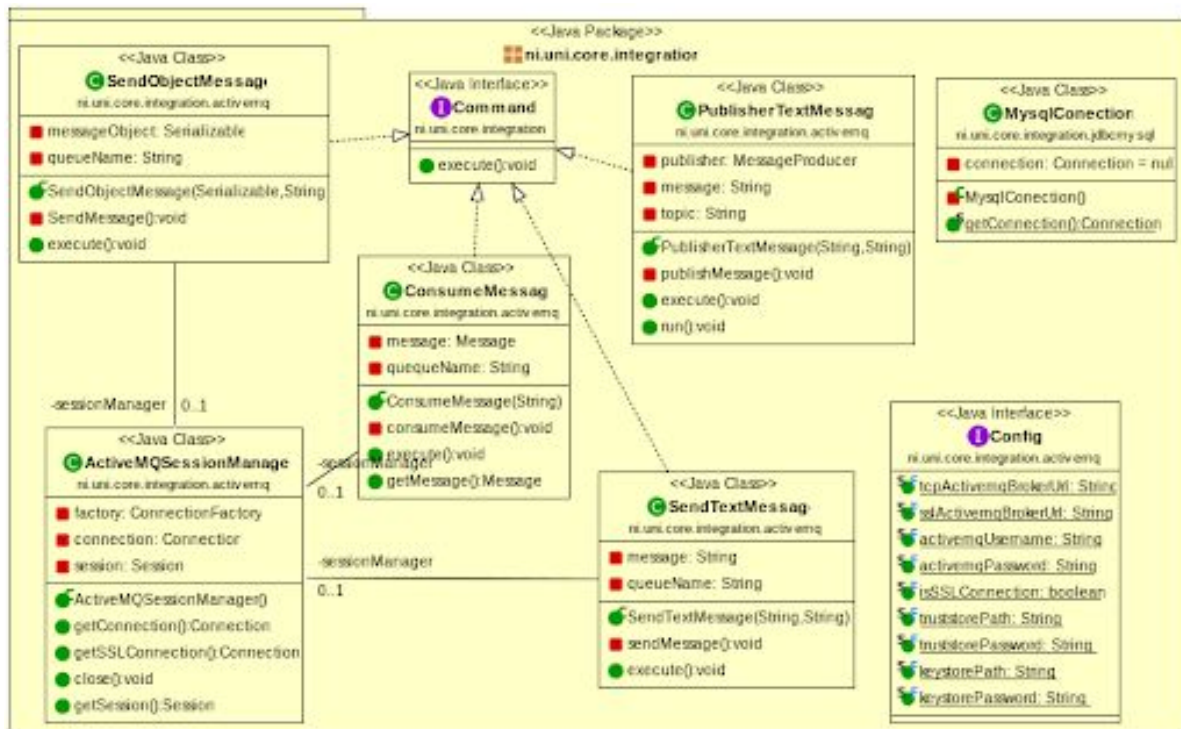 <<Java Package>>
ni.uni.core.integration
<<Java Class>>
SendObjectMessag
ni.uni.core.integration.activemq
messageObject: Serializable
queueName: String
SendObjectMessage(Serializable,String
SendMessage():void
execute():void
<<Java Interface>>
Command
ni.uni.core.integration
execute():void
<<Java Class>>
PublisherTextMessag
ni.uni.core.integration.activemq
publisher: MessageProducer
message: String
topic: String
PublisherTextMessage(String,String)
publishMessage():void
execute():void
run():void
<<Java Class>>
MysqlConection
ni.uni.core.integration.jdbcmysql
connection: Connection = null
MysqlConection()
getConnection():Connection
<<Java Class>>
ConsumeMessag
ni.uni.core.integration.activemq
message: Message
quequeName: String
ConsumeMessage(String)
consumeMessage():void
execute():void
getMessage():Message
-sessionManager
0..1
<<Java Class>>
ActiveMQSessionManage
ni.uni.core.integration.activemq
factory: ConnectionFactory
connection: Connection
session: Session
ActiveMQSessionManager()
getConnection():Connection
getSSLConnection():Connection
close():void
getSession():Session
-sessionManager
0..1
-sessionManager
0..1
<<Java Class>>
SendTextMessag
ni.uni.core.integration.activemq
message: String
queueName: String
SendTextMessage(String,String)
sendMessage():void
execute():void
<<Java Interface>>
Config
ni.uni.core.integration.activemq
tcpActivemqBrokerUrl: String
sslActivemqBrokerUrl: String
activemqUsername: String
activemqPassword: String
isSSLConnection: boolean
truststorePath: String
truststorePassword: String
keystorePath: String
keystorePassword: String